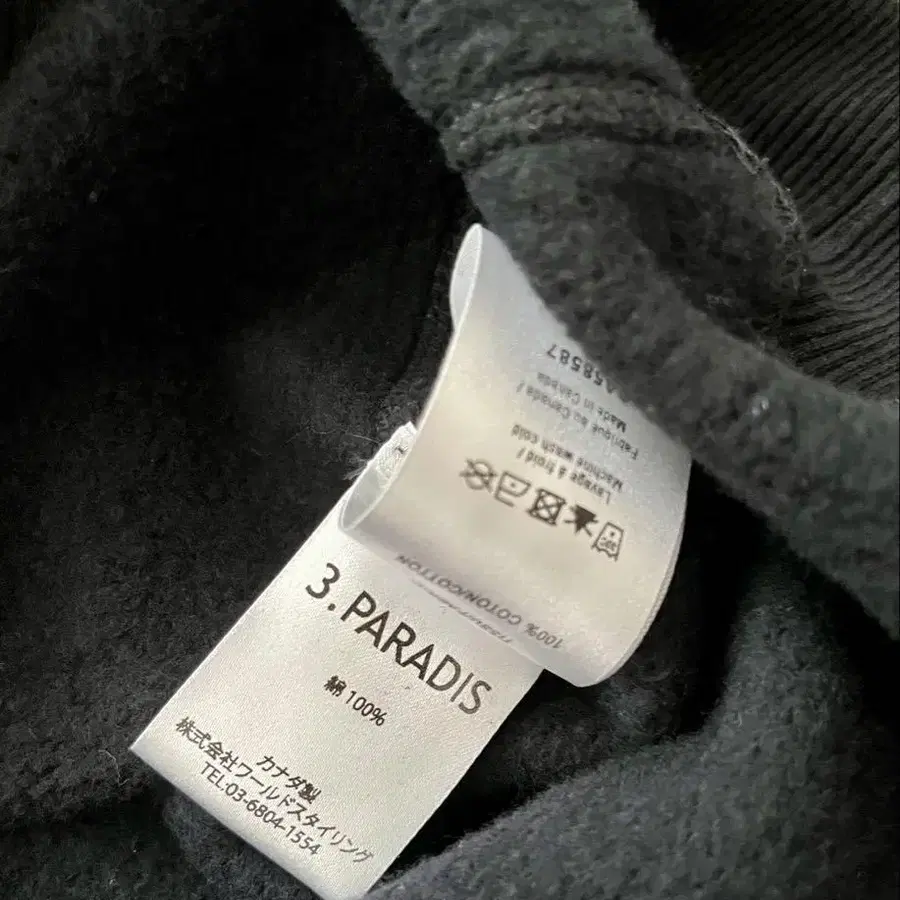 3.PARADIS
綿 100%
カナダ製
株式会社ワールドスタイリング
TEL:03-6804-1554
100% COTON/COTTON
Lavage à froid /
Machine wash cold
Fabriqué au Canada /
Made in Canada
58587